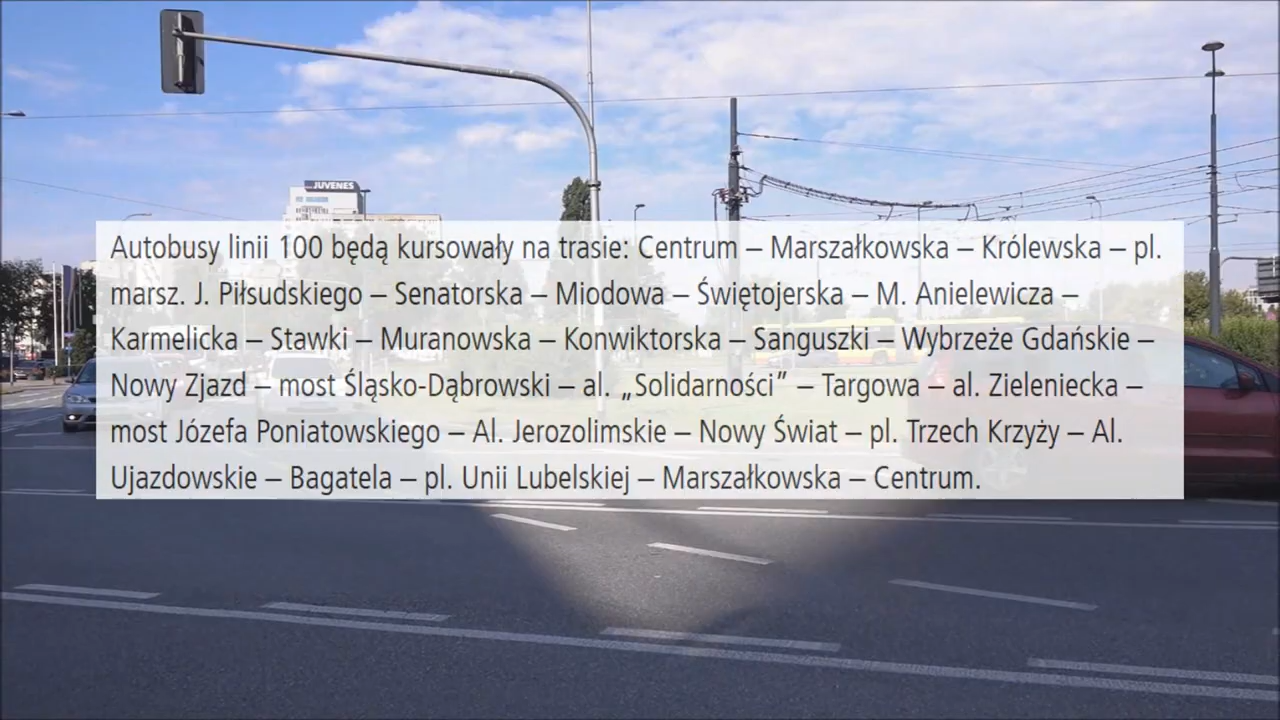 JUVENES
Autobusy linii 100 będą kursowały na trasie: Centrum – Marszałkowska – Królewska – pl.
marsz. J. Piłsudskiego – Senatorska – Miodowa – Świętojerska – M. Anielewicza –
Karmelicka – Stawki – Muranowska – Konwiktorska – Sanguszki – Wybrzeże Gdańskie –
Nowy Zjazd – most Śląsko-Dąbrowski – al. „Solidarności” – Targowa – al. Zieleniecka –
most Józefa Poniatowskiego – Al. Jerozolimskie – Nowy Świat – pl. Trzech Krzyży – Al.
Ujazdowskie – Bagatela – pl. Unii Lubelskiej – Marszałkowska – Centrum.